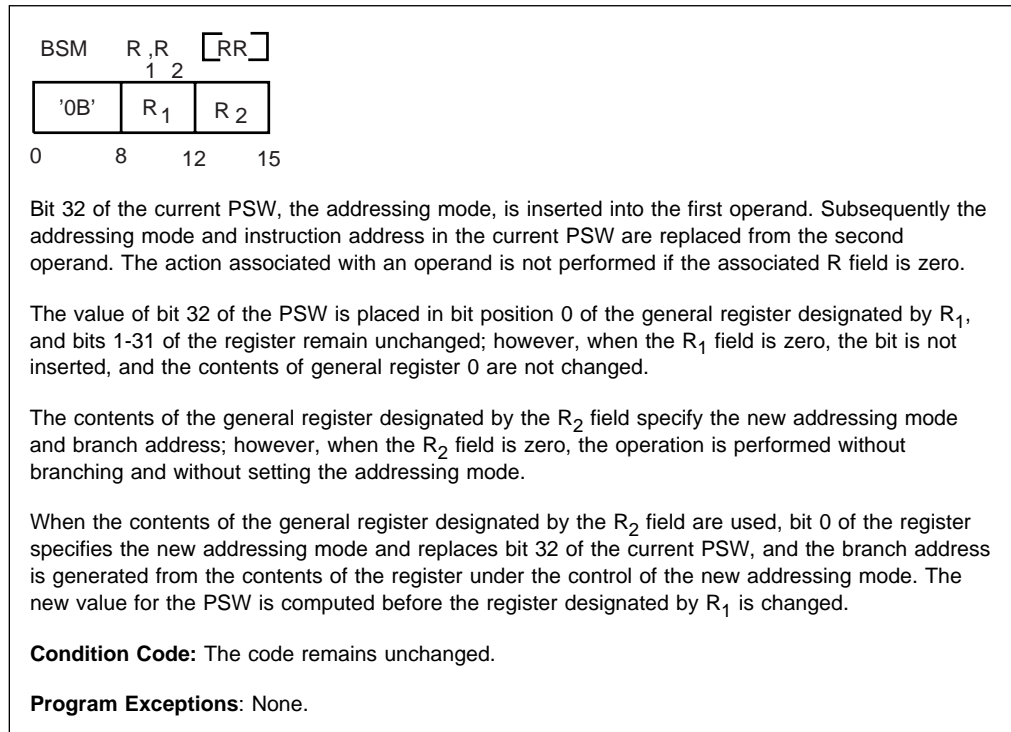 BSM R1,R2 [RR]
'0B' R1 R2
0 8 12 15
Bit 32 of the current PSW, the addressing mode, is inserted into the first operand. Subsequently the
addressing mode and instruction address in the current PSW are replaced from the second
operand. The action associated with an operand is not performed if the associated R field is zero.
The value of bit 32 of the PSW is placed in bit position 0 of the general register designated by R1,
and bits 1-31 of the register remain unchanged; however, when the R1 field is zero, the bit is not
inserted, and the contents of general register 0 are not changed.
The contents of the general register designated by the R2 field specify the new addressing mode
and branch address; however, when the R2 field is zero, the operation is performed without
branching and without setting the addressing mode.
When the contents of the general register designated by the R2 field are used, bit 0 of the register
specifies the new addressing mode and replaces bit 32 of the current PSW, and the branch address
is generated from the contents of the register under the control of the new addressing mode. The
new value for the PSW is computed before the register designated by R1 is changed.
Condition Code: The code remains unchanged.
Program Exceptions: None.